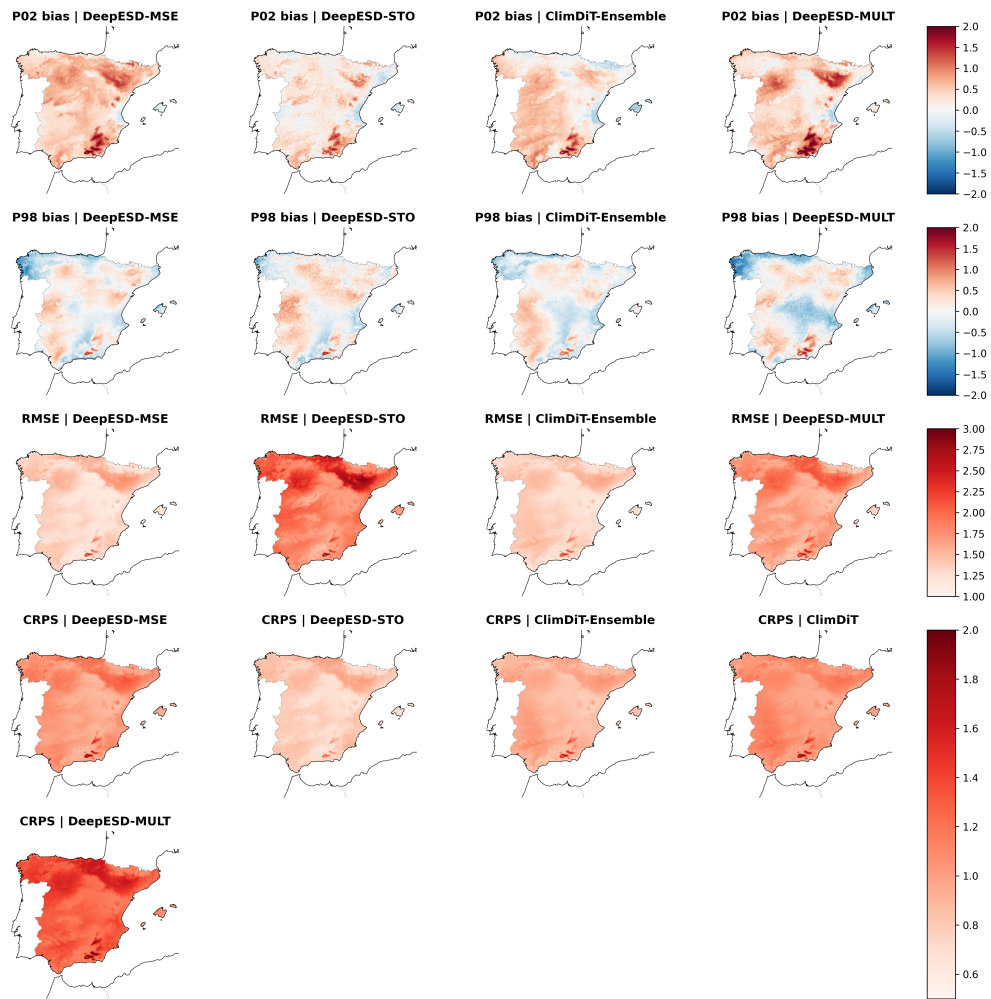 P02 bias | DeepESD-MSE
P02 bias | DeepESD-STO
P02 bias | ClimDiT-Ensemble
P02 bias | DeepESD-MULT
2.0
1.5
1.0
0.5
0.0
−0.5
−1.0
−1.5
−2.0
P98 bias | DeepESD-MSE
P98 bias | DeepESD-STO
P98 bias | ClimDiT-Ensemble
P98 bias | DeepESD-MULT
2.0
1.5
1.0
0.5
0.0
−0.5
−1.0
−1.5
−2.0
RMSE | DeepESD-MSE
RMSE | DeepESD-STO
RMSE | ClimDiT-Ensemble
RMSE | DeepESD-MULT
3.00
2.75
2.50
2.25
2.00
1.75
1.50
1.25
1.00
CRPS | DeepESD-MSE
CRPS | DeepESD-STO
CRPS | ClimDiT-Ensemble
CRPS | ClimDiT
2.0
1.8
1.6
1.4
1.2
1.0
0.8
0.6
CRPS | DeepESD-MULT